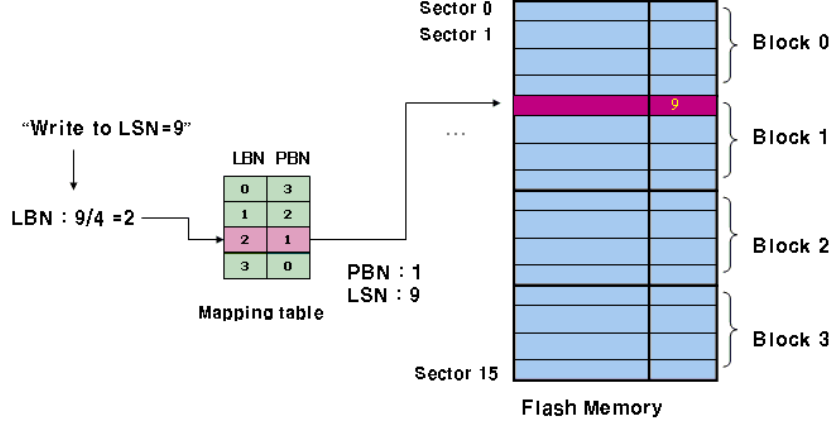 Sector 0
Sector 1
Block 0
9
"Write to LSN=9"
...
Block 1
LBN PBN
0 3
LBN : 9/4 =2
1 2
2 1
Block 2
3 0
PBN : 1
LSN : 9
Mapping table
Block 3
Sector 15
Flash Memory